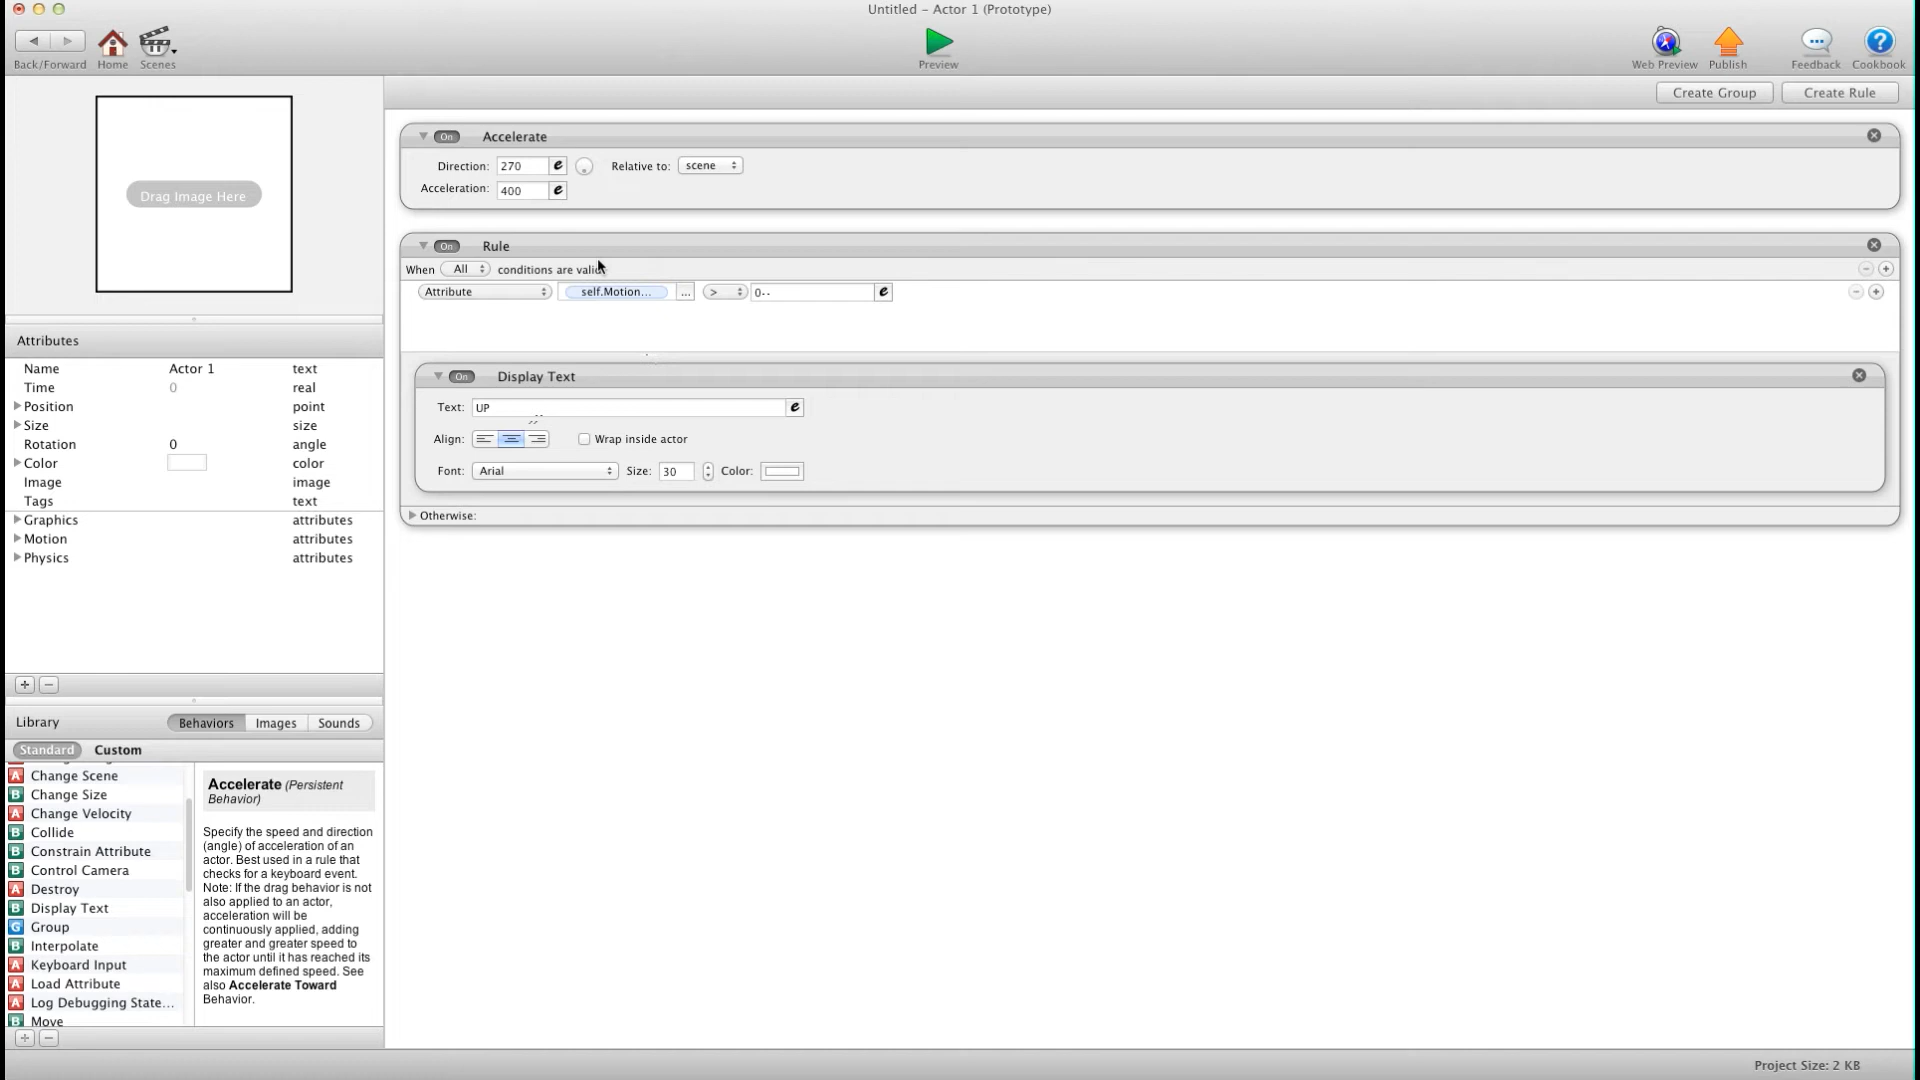 Untitled - Actor 1 (Prototype)
Back/Forward Home Scenes Preview Web Preview Publish Feedback Cookbook
Create Group Create Rule
Drag Image Here
On Accelerate
Direction: 270 e Relative to: scene
Acceleration: 400 e
On Rule
When All conditions are valid
Attribute self.Motion... ... > 0-- e
On Display Text
Text: UP e
Align: Wrap inside actor
Font: Arial Size: 30 Color:
Otherwise:
Attributes
Name Actor 1 text
Time 0 real
Position point
Size size
Rotation 0 angle
Color color
Image image
Tags text
Graphics attributes
Motion attributes
Physics attributes
Library Behaviors Images Sounds
Standard Custom
A Change Scene
B Change Size
A Change Velocity
B Collide
B Constrain Attribute
B Control Camera
A Destroy
B Display Text
G Group
B Interpolate
A Keyboard Input
A Load Attribute
A Log Debugging State...
B Move
Accelerate (Persistent
Behavior)
Specify the speed and direction
(angle) of acceleration of an
actor. Best used in a rule that
checks for a keyboard event.
Note: If the drag behavior is not
also applied to an actor,
acceleration will be
continuously applied, adding
greater and greater speed to
the actor until it has reached its
maximum defined speed. See
also Accelerate Toward
Behavior.
Project Size: 2 KB